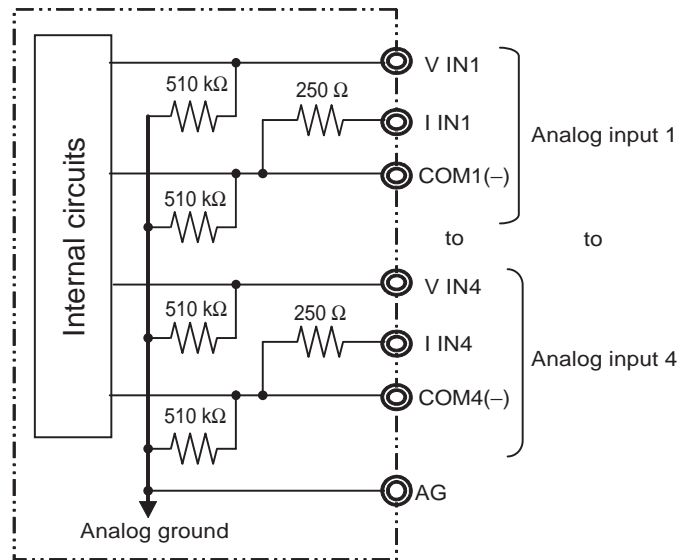 510 kΩ
250 Ω
V IN1
I IN1
COM1(−)
Analog input 1
510 kΩ
to
to
Internal circuits
510 kΩ
250 Ω
V IN4
I IN4
COM4(−)
Analog input 4
510 kΩ
AG
Analog ground